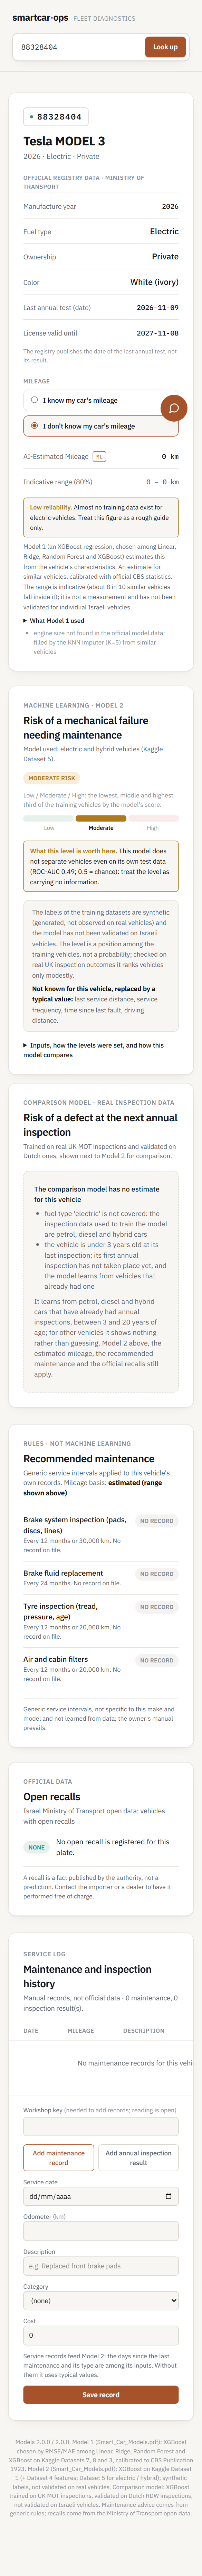 smartcar·ops FLEET DIAGNOSTICS
88328404
Look up
88328404
Tesla MODEL 3
2026 · Electric · Private
OFFICIAL REGISTRY DATA · MINISTRY OF
TRANSPORT
Manufacture year 2026
Fuel type Electric
Ownership Private
Color White (ivory)
Last annual test (date) 2026-11-09
License valid until 2027-11-08
The registry publishes the date of the last annual test, not
its result.
MILEAGE
I know my car's mileage
I don't know my car's mileage
AI-Estimated Mileage ML 0 km
Indicative range (80%) 0 – 0 km
Low reliability. Almost no training data exist for
electric vehicles. Treat this figure as a rough guide
only.
Model 1 (an XGBoost regression, chosen among Linear,
Ridge, Random Forest and XGBoost) estimates this
from the vehicle's characteristics. An estimate for
similar vehicles, calibrated with official CBS statistics.
The range is indicative (about 8 in 10 similar vehicles
fall inside it); it is not a measurement and has not been
validated for individual Israeli vehicles.
▶ What Model 1 used
• engine size not found in the official model data:
filled by the KNN imputer (K=5) from similar
vehicles
MACHINE LEARNING · MODEL 2
Risk of a mechanical failure
needing maintenance
Model used: electric and hybrid vehicles (Kaggle
Dataset 5).
MODERATE RISK
Low / Moderate / High: the lowest, middle and highest
third of the training vehicles by the model's score.
Low Moderate High
What this level is worth here. This model does
not separate vehicles even on its own test data
(ROC-AUC 0.49; 0.5 = chance): treat the level as
carrying no information.
The labels of the training datasets are synthetic
(generated, not observed on real vehicles) and
the model has not been validated on Israeli
vehicles. The level is a position among the
training vehicles, not a probability; checked on
real UK inspection outcomes it ranks vehicles
only modestly.
Not known for this vehicle, replaced by a
typical value: last service distance, service
frequency, time since last fault, driving
distance.
▶ Inputs, how the levels were set, and how this
model compares
COMPARISON MODEL · REAL INSPECTION DATA
Risk of a defect at the next annual
inspection
Trained on real UK MOT inspections and validated on
Dutch ones, shown next to Model 2 for comparison.
The comparison model has no estimate
for this vehicle
• fuel type 'electric' is not covered: the
inspection data used to train the model
are petrol, diesel and hybrid cars
• the vehicle is under 3 years old at its
last inspection: its first annual
inspection has not taken place yet, and
the model learns from vehicles that
already had one
It learns from petrol, diesel and hybrid
cars that have already had annual
inspections, between 3 and 20 years of
age; for other vehicles it shows nothing
rather than guessing. Model 2 above, the
estimated mileage, the recommended
maintenance and the official recalls still
apply.
RULES · NOT MACHINE LEARNING
Recommended maintenance
Generic service intervals applied to this vehicle's
own records. Mileage basis: estimated (range
shown above).
Brake system inspection (pads,
discs, lines)
NO RECORD
Every 12 months or 30,000 km. No
record on file.
Brake fluid replacement NO RECORD
Every 24 months. No record on file.
Tyre inspection (tread,
pressure, age)
NO RECORD
Every 12 months or 20,000 km. No
record on file.
Air and cabin filters NO RECORD
Every 12 months or 20,000 km. No
record on file.
Generic service intervals, not specific to this make and
model and not learned from data; the owner's manual
prevails.
OFFICIAL DATA
Open recalls
Israel Ministry of Transport open data: vehicles
with open recalls
NONE No open recall is registered for this
plate.
A recall is a fact published by the authority, not a
prediction. Contact the importer or a dealer to have it
performed free of charge.
SERVICE LOG
Maintenance and inspection
history
Manual records, not official data · 0 maintenance, 0
inspection result(s).
DATE MILEAGE DESCRIPTION
No maintenance records for this vehi
Workshop key (needed to add records; reading is open)
Add maintenance
record
Add annual inspection
result
Service date
dd/mm/aaaa
Odometer (km)
Description
e.g. Replaced front brake pads
Category
(none)
Cost
0
Service records feed Model 2: the days since the last
maintenance and its type are among its inputs. Without
them it uses typical values.
Save record
Models 2.0.0 / 2.0.0. Model 1 (Smart_Car_Models.pdf): XGBoost
chosen by RMSE/MAE among Linear, Ridge, Random Forest and
XGBoost on Kaggle Datasets 7, 8 and 3, calibrated to CBS Publication
1923. Model 2 (Smart_Car_Models.pdf): XGBoost on Kaggle Dataset
1 (+ Dataset 4 features; Dataset 5 for electric / hybrid); synthetic
labels, not validated on real vehicles. Comparison model: XGBoost
trained on UK MOT inspections, validated on Dutch RDW inspections;
not validated on Israeli vehicles. Maintenance advice comes from
generic rules; recalls come from the Ministry of Transport open data.